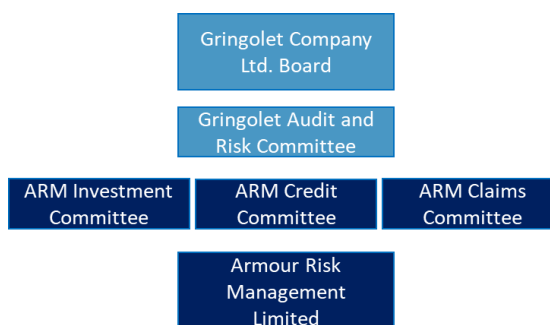 Gringolet Company
Ltd. Board
Gringolet Audit and
Risk Committee
ARM Investment
Committee
ARM Credit
Committee
ARM Claims
Committee
Armour Risk
Management
Limited